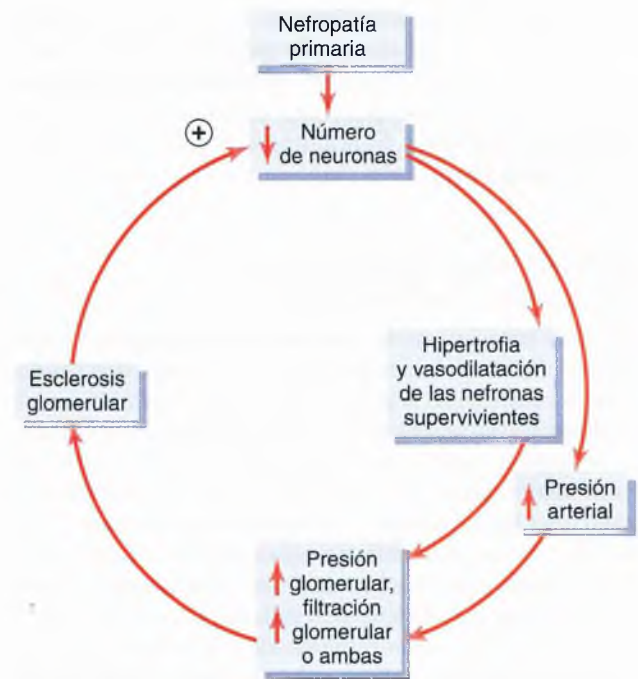 Nefropatía
primaria
+
↓ Número
de neuronas
Hipertrofia
y vasodilatación
de las nefronas
supervivientes
Esclerosis
glomerular
↑ Presión
arterial
↑ Presión
glomerular,
↑ filtración
glomerular
o ambas